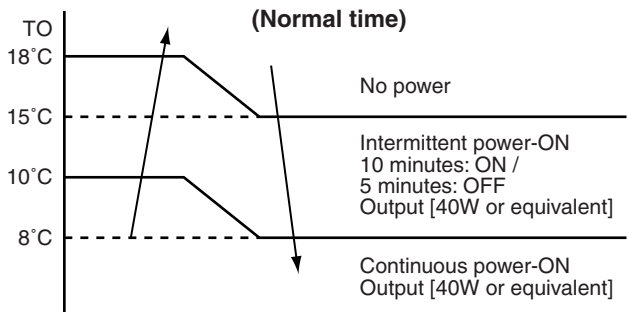 (Normal time)
TO
18˚C
No power
15˚C
Intermittent power-ON
10 minutes: ON /
5 minutes: OFF
Output [40W or equivalent]
10˚C
8˚C
Continuous power-ON
Output [40W or equivalent]